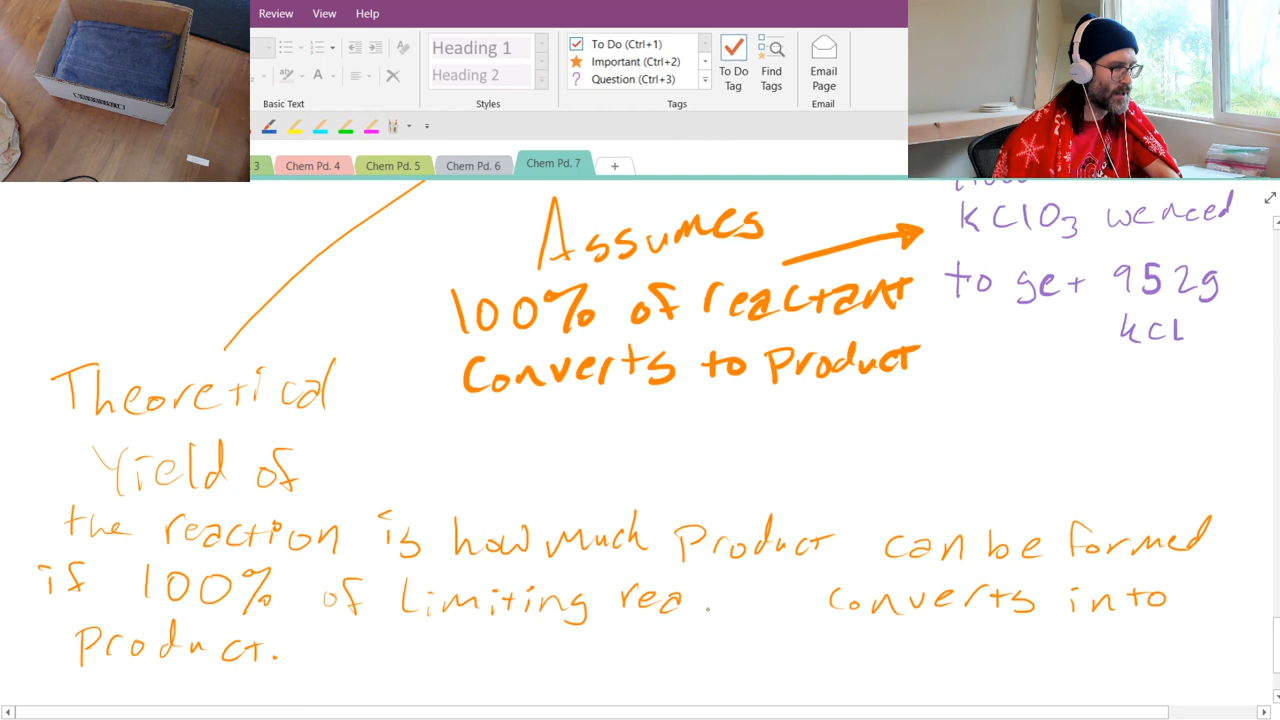 Review View Help
Heading 1
Heading 2
To Do (Ctrl+1)
Important (Ctrl+2)
? Question (Ctrl+3)
To Do Tag
Find Tags
Email Page
Basic Text
Styles
Tags
Email
3 Chem Pd. 4 Chem Pd. 5 Chem Pd. 6 Chem Pd. 7 +
KClO3 we need
to get 952g
KCl
Assumes
100% of reactant
Converts to Product
Theoretical
Yield of
the reaction is how much Product can be formed
if 100% of Limiting rea. converts into
Product.